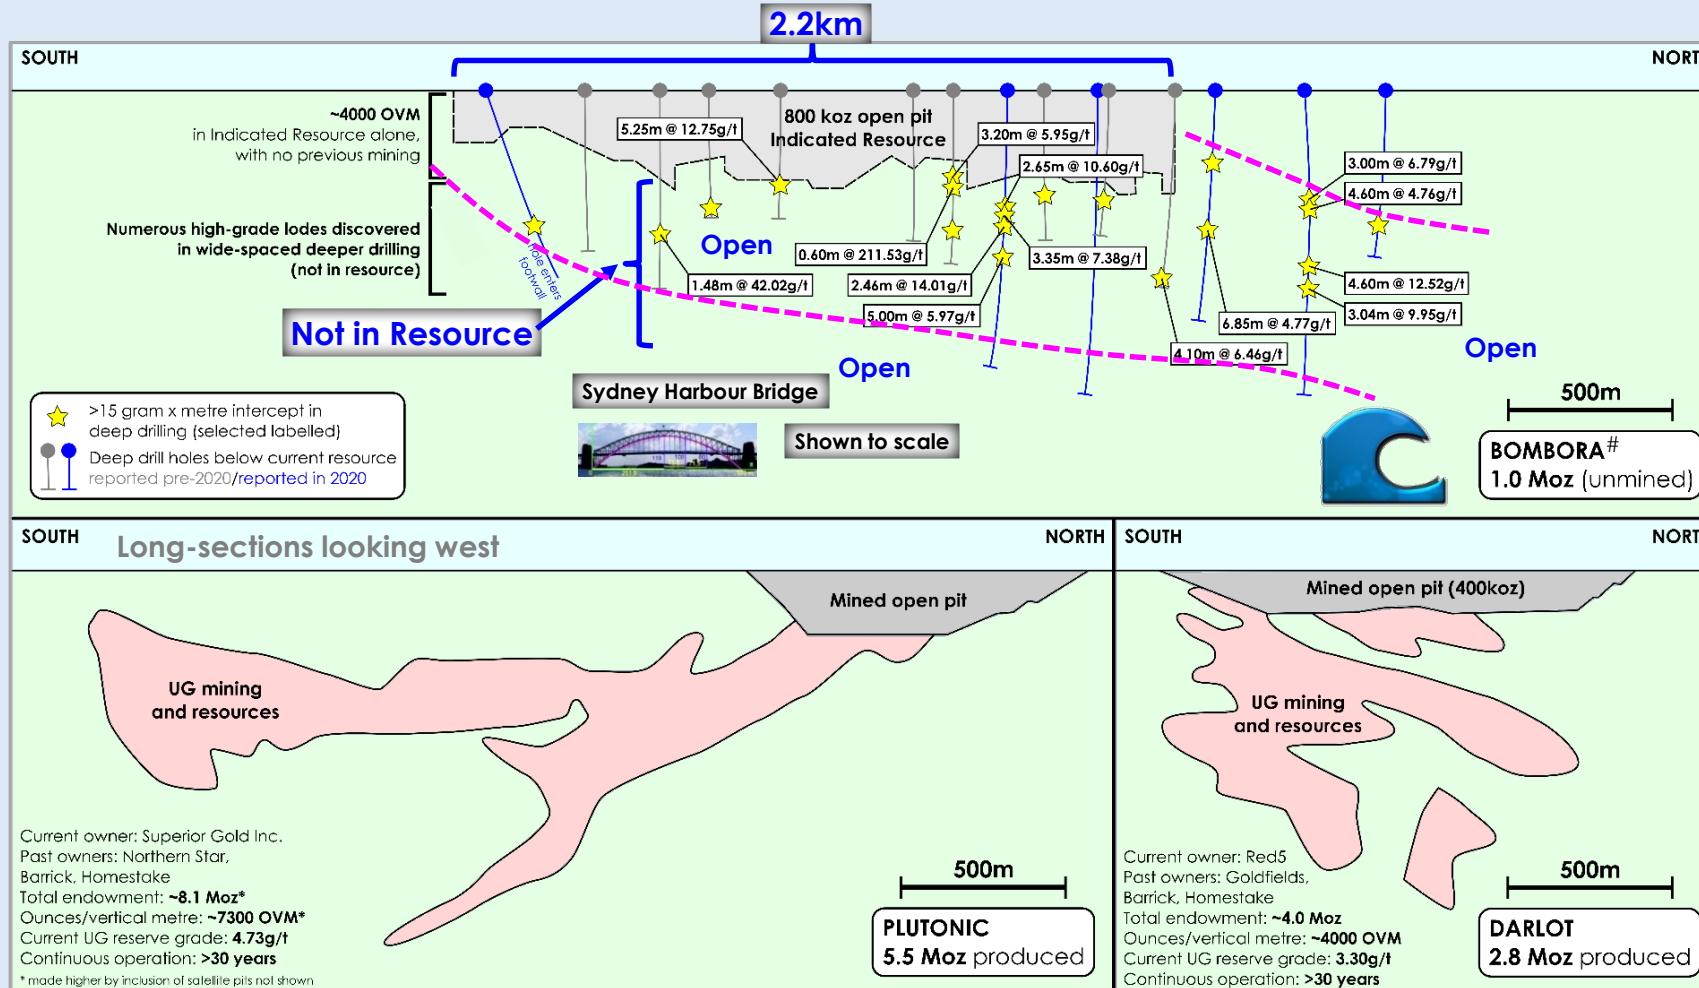 2.2km
SOUTH
NORT
~4000 OVM
in Indicated Resource alone,
with no previous mining
5.25m @ 12.75g/t
800 koz open pit
Indicated Resource
3.20m @ 5.95g/t
2.65m @ 10.60g/t
3.00m @ 6.79g/t
4.60m @ 4.76g/t
Numerous high-grade lodes discovered
in wide-spaced deeper drilling
(not in resource)
hole enters
footwall
Open
0.60m @ 211.53g/t
3.35m @ 7.38g/t
1.48m @ 42.02g/t
2.46m @ 14.01g/t
4.60m @ 12.52g/t
5.00m @ 5.97g/t
6.85m @ 4.77g/t
3.04m @ 9.95g/t
Not in Resource
4.10m @ 6.46g/t
Open
Open
Sydney Harbour Bridge
Shown to scale
500m
>15 gram x metre intercept in
deep drilling (selected labelled)
Deep drill holes below current resource
reported pre-2020/reported in 2020
BOMBORA#
1.0 Moz (unmined)
SOUTH
Long-sections looking west
NORTH
Mined open pit
UG mining
and resources
Current owner: Superior Gold Inc.
Past owners: Northern Star,
Barrick, Homestake
Total endowment: ~8.1 Moz*
Ounces/vertical metre: ~7300 OVM*
Current UG reserve grade: 4.73g/t
Continuous operation: >30 years
* made higher by inclusion of satellite pits not shown
500m
PLUTONIC
5.5 Moz produced
SOUTH
NORT
Mined open pit (400koz)
UG mining
and resources
Current owner: Red5
Past owners: Goldfields,
Barrick, Homestake
Total endowment: ~4.0 Moz
Ounces/vertical metre: ~4000 OVM
Current UG reserve grade: 3.30g/t
Continuous operation: >30 years
500m
DARLOT
2.8 Moz produced